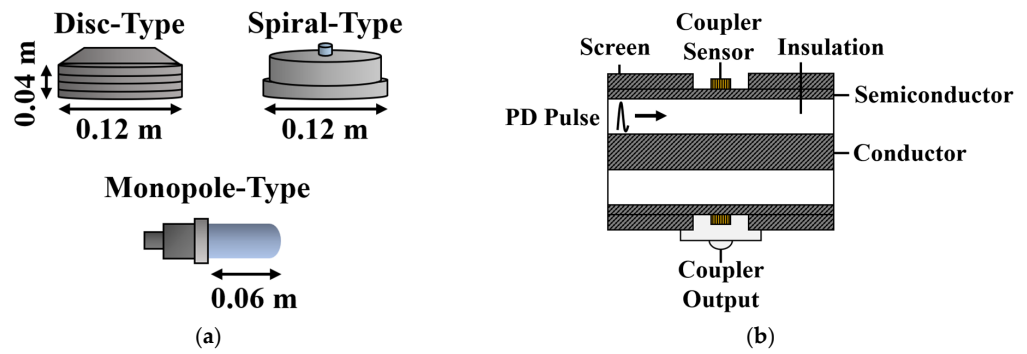 Disc-Type
Spiral-Type
0.04 m
0.12 m
0.12 m
Monopole-Type
0.06 m
(a)
Coupler
Sensor
Screen
Insulation
Semiconductor
PD Pulse
Conductor
Coupler
Output
(b)